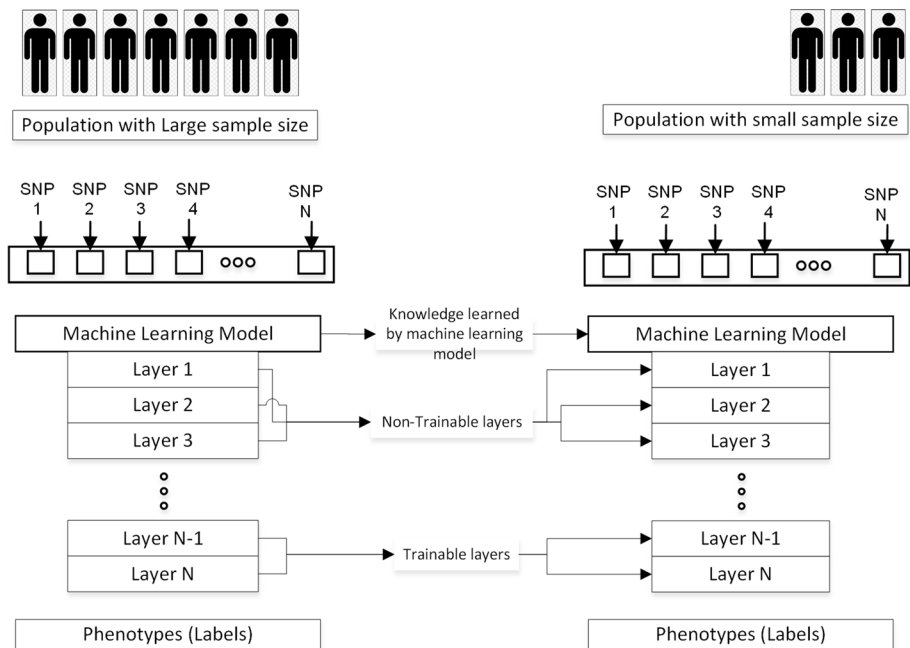 Population with Large sample size
Population with small sample size
SNP SNP SNP SNP SNP
1 2 3 4 N
SNP SNP SNP SNP SNP
1 2 3 4 N
Machine Learning Model
Knowledge learned
by machine learning
model
Machine Learning Model
Layer 1
Layer 2
Layer 3
Non-Trainable layers
Layer 1
Layer 2
Layer 3
Layer N-1
Layer N
Trainable layers
Layer N-1
Layer N
Phenotypes (Labels)
Phenotypes (Labels)